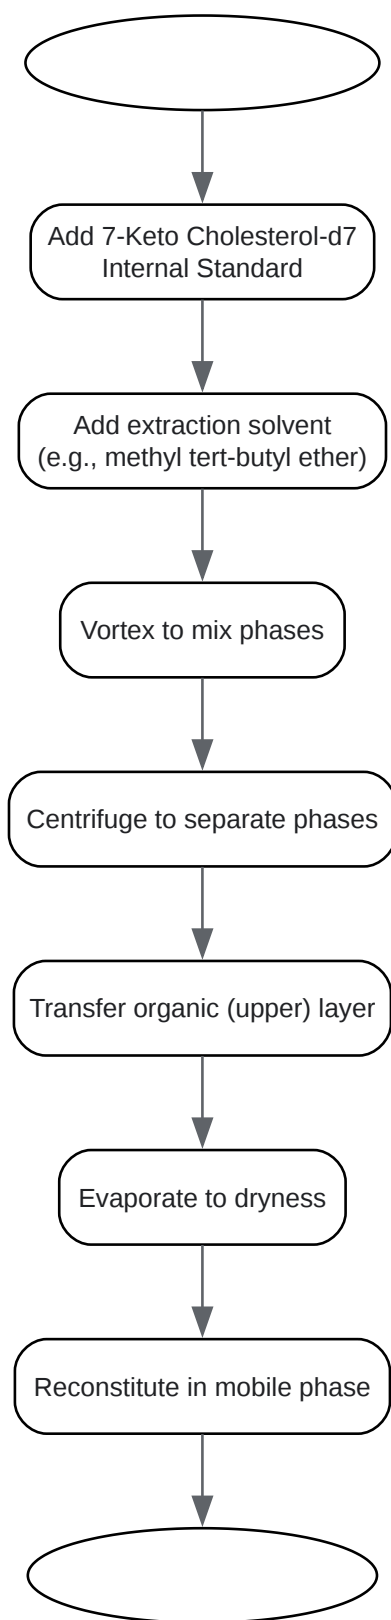 Add 7-Keto Cholesterol-d7
Internal Standard
Add extraction solvent
(e.g., methyl tert-butyl ether)
Vortex to mix phases
Centrifuge to separate phases
Transfer organic (upper) layer
Evaporate to dryness
Reconstitute in mobile phase